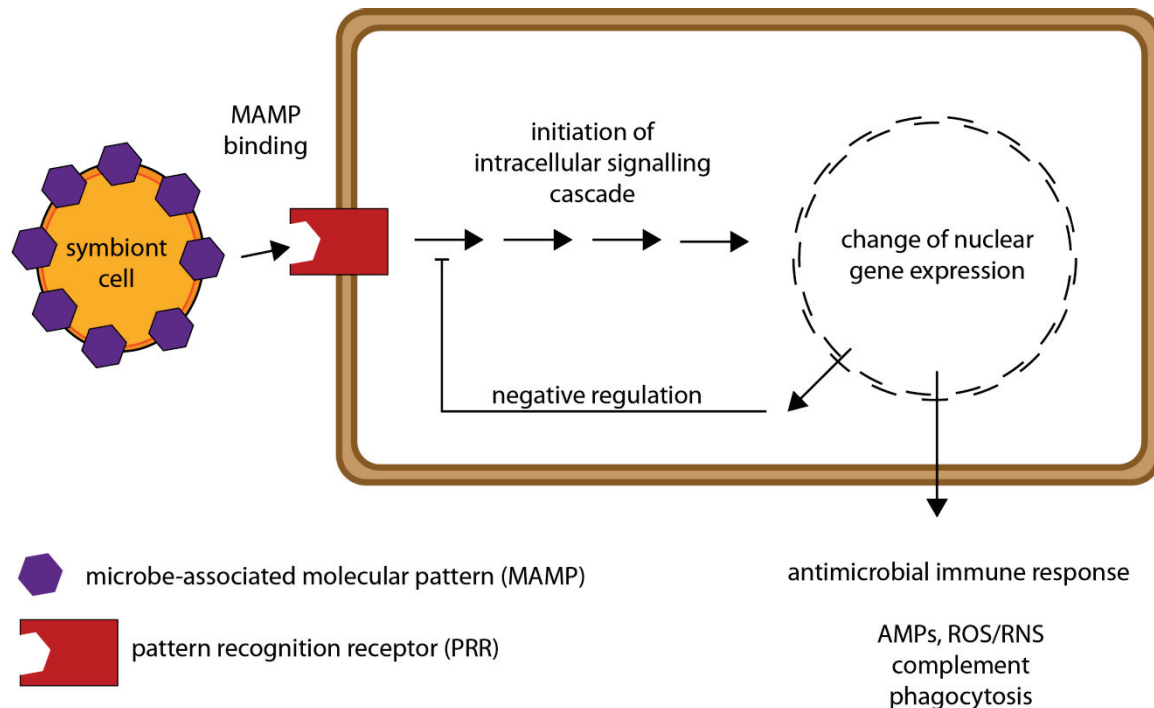 MAMP
binding
initiation of
intracellular signalling
cascade
symbiont
cell
change of nuclear
gene expression
negative regulation
microbe-associated molecular pattern (MAMP)
pattern recognition receptor (PRR)
antimicrobial immune response
AMPs, ROS/RNS
complement
phagocytosis